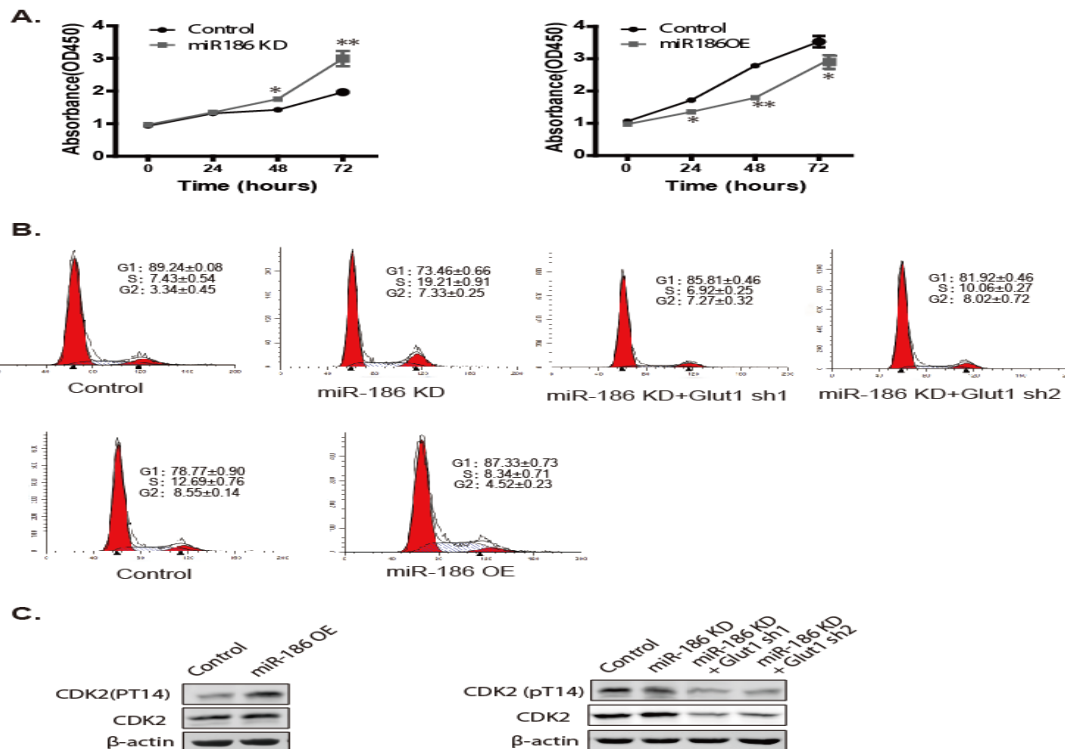 A.
Absorbance(OD450)
4
3
2
1
0
Control
miR186 KD
*
**
0 24 48 72
Time (hours)
Absorbance(OD450)
4
3
2
1
0
Control
miR186OE
*
**
*
0 24 48 72
Time (hours)
B.
G1: 89.24±0.08
S: 7.43±0.54
G2: 3.34±0.45
Control
G1: 73.46±0.66
S: 19.21±0.91
G2: 7.33±0.25
miR-186 KD
G1: 85.81±0.46
S: 6.92±0.25
G2: 7.27±0.32
miR-186 KD+Glut1 sh1
G1: 81.92±0.46
S: 10.06±0.27
G2: 8.02±0.72
miR-186 KD+Glut1 sh2
G1: 78.77±0.90
S: 12.69±0.76
G2: 8.55±0.14
Control
G1: 87.33±0.73
S: 8.34±0.71
G2: 4.52±0.23
miR-186 OE
C.
Control
miR-186 OE
CDK2(PT14)
CDK2
β-actin
Control
miR-186 KD
miR-186 KD
+ Glut1 sh1
miR-186 KD
+ Glut1 sh2
CDK2 (pT14)
CDK2
β-actin